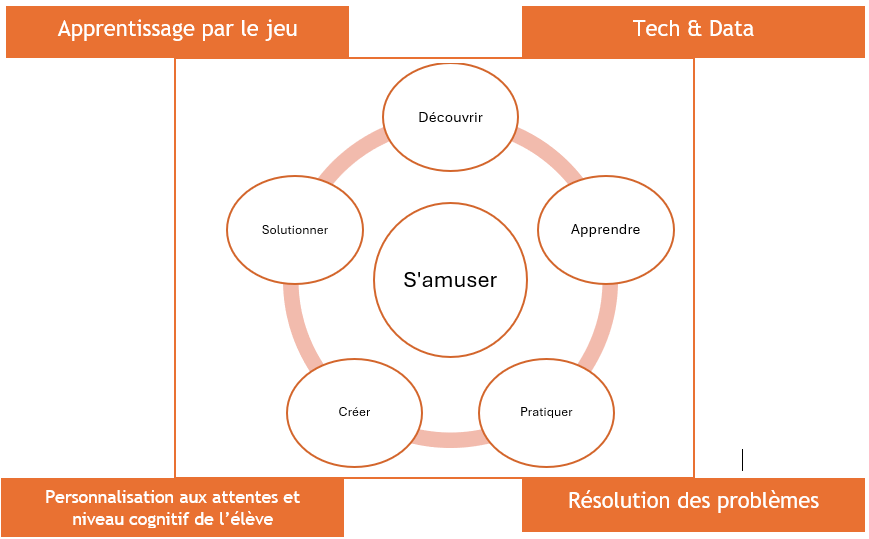 Apprentissage par le jeu
Tech & Data
Découvrir
Solutionner
Apprendre
S'amuser
Créer
Pratiquer
Personnalisation aux attentes et
niveau cognitif de l’élève
Résolution des problèmes